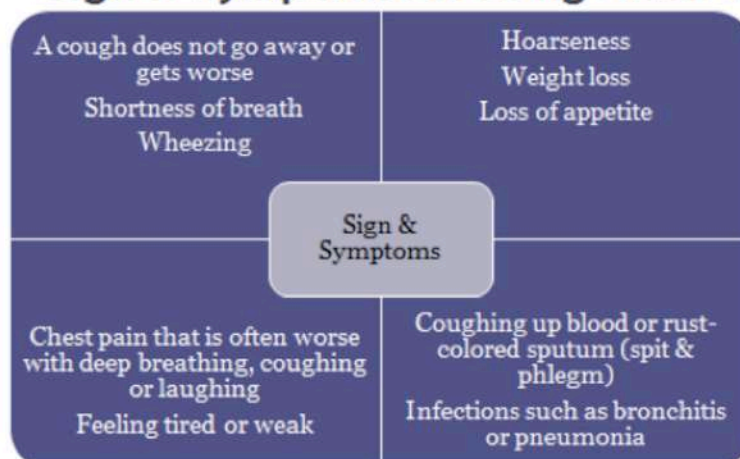 A cough does not go away or
gets worse
Shortness of breath
Wheezing
Hoarseness
Weight loss
Loss of appetite
Sign &
Symptoms
Chest pain that is often worse
with deep breathing, coughing
or laughing
Feeling tired or weak
Coughing up blood or rust-
colored sputum (spit &
phlegm)
Infections such as bronchitis
or pneumonia